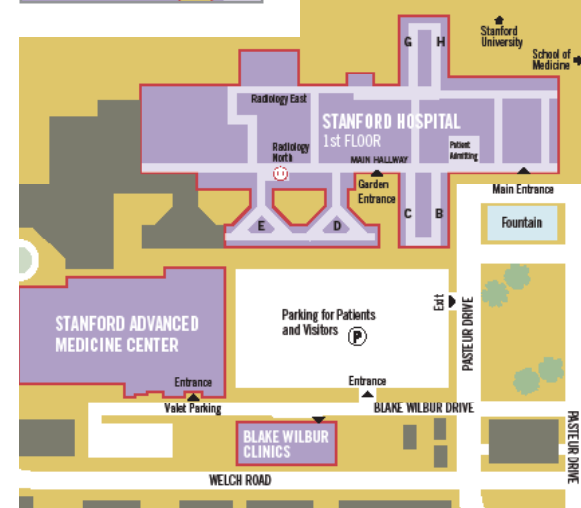 Stanford
University
School of
Medicine
G H
Radiology East
STANFORD HOSPITAL
1st FLOOR
Radiology
North
MAIN HALLWAY
Patient
Admitting
Garden
Entrance
Main Entrance
C B
E D
Fountain
Exit
PASTEUR DRIVE
Parking for Patients
and Visitors
P
STANFORD ADVANCED
MEDICINE CENTER
Entrance
Valet Parking
Entrance
BLAKE WILBUR DRIVE
BLAKE WILBUR
CLINICS
PASTEUR DRIVE
WELCH ROAD